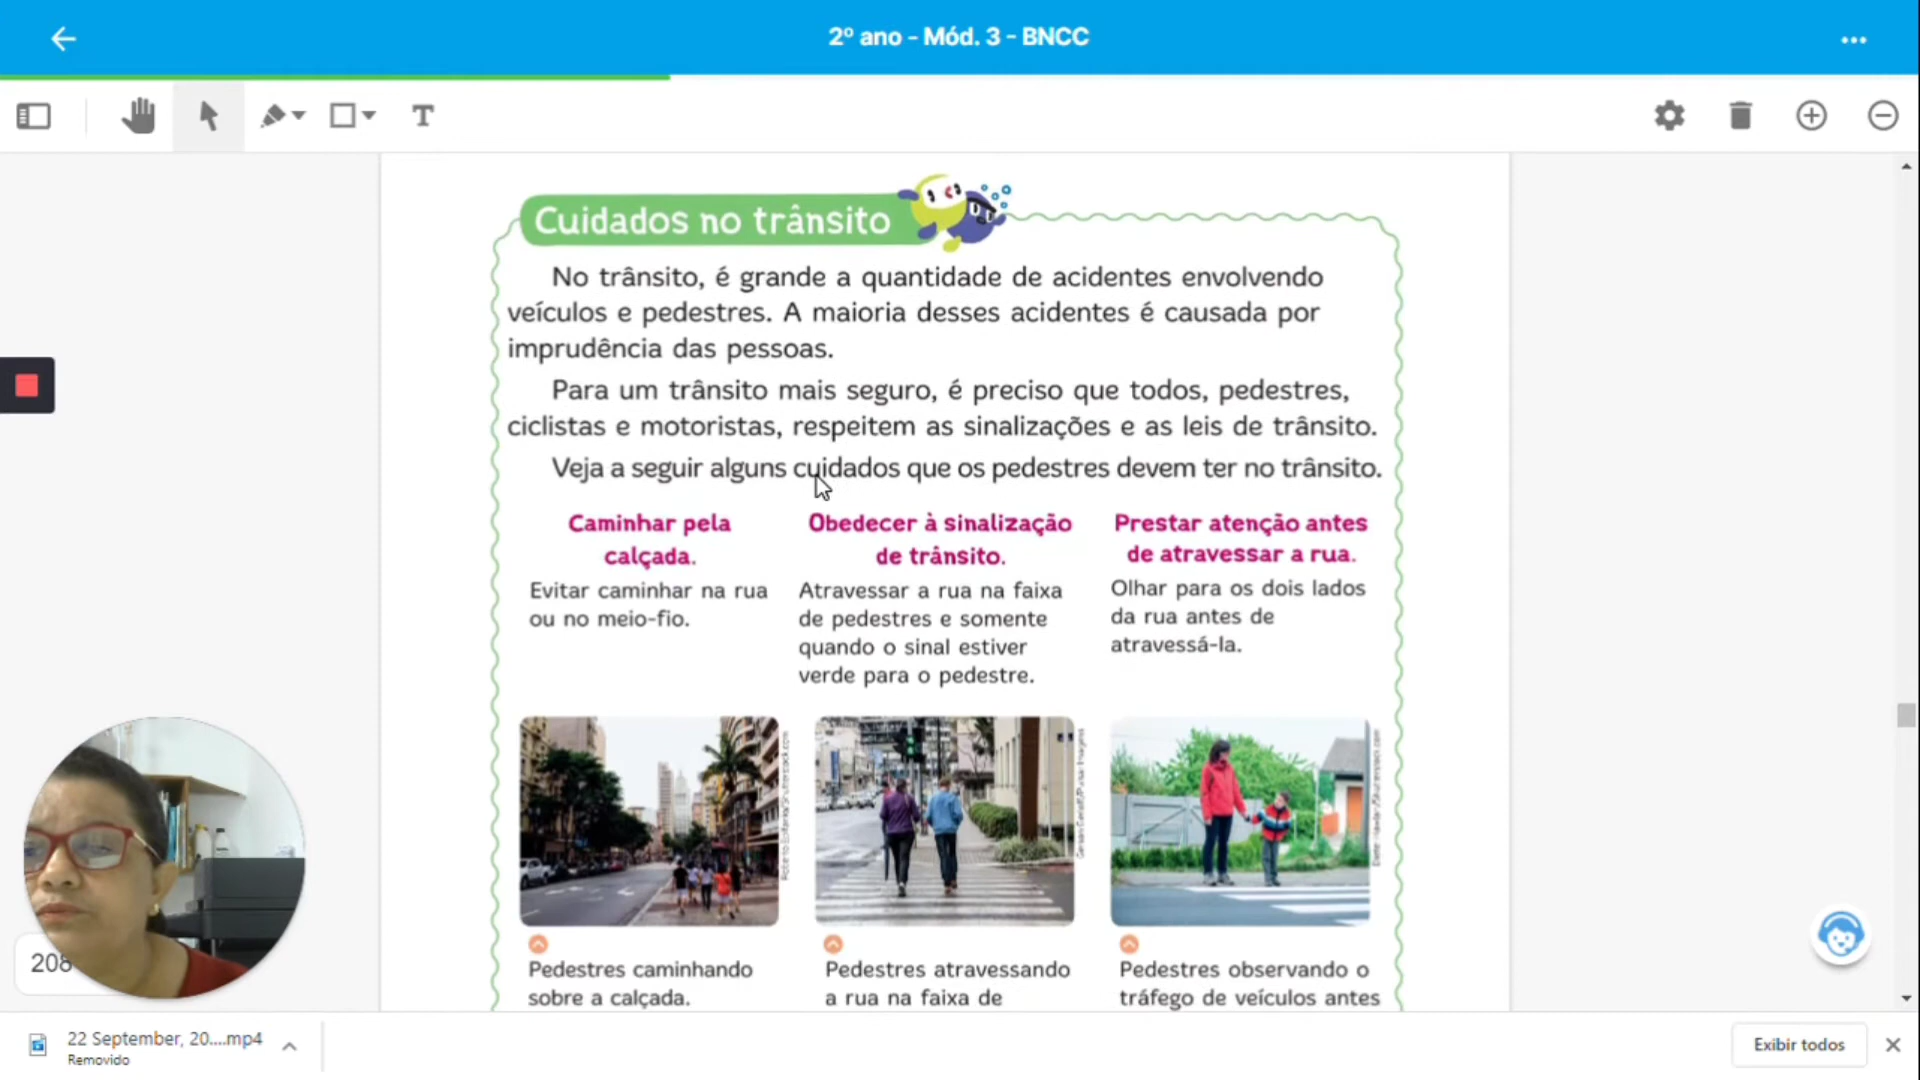 2º ano - Mód. 3 - BNCC
T
Cuidados no trânsito
No trânsito, é grande a quantidade de acidentes envolvendo
veículos e pedestres. A maioria desses acidentes é causada por
imprudência das pessoas.
Para um trânsito mais seguro, é preciso que todos, pedestres,
ciclistas e motoristas, respeitem as sinalizações e as leis de trânsito.
Veja a seguir alguns cuidados que os pedestres devem ter no trânsito.
Caminhar pela
calçada.
Evitar caminhar na rua
ou no meio-fio.
Obedecer à sinalização
de trânsito.
Atravessar a rua na faixa
de pedestres e somente
quando o sinal estiver
verde para o pedestre.
Prestar atenção antes
de atravessar a rua.
Olhar para os dois lados
da rua antes de
atravessá-la.
Pedestres caminhando
sobre a calçada.
Pedestres atravessando
a rua na faixa de
Pedestres observando o
tráfego de veículos antes
208
22 September, 20....mp4
Removido
Exibir todos